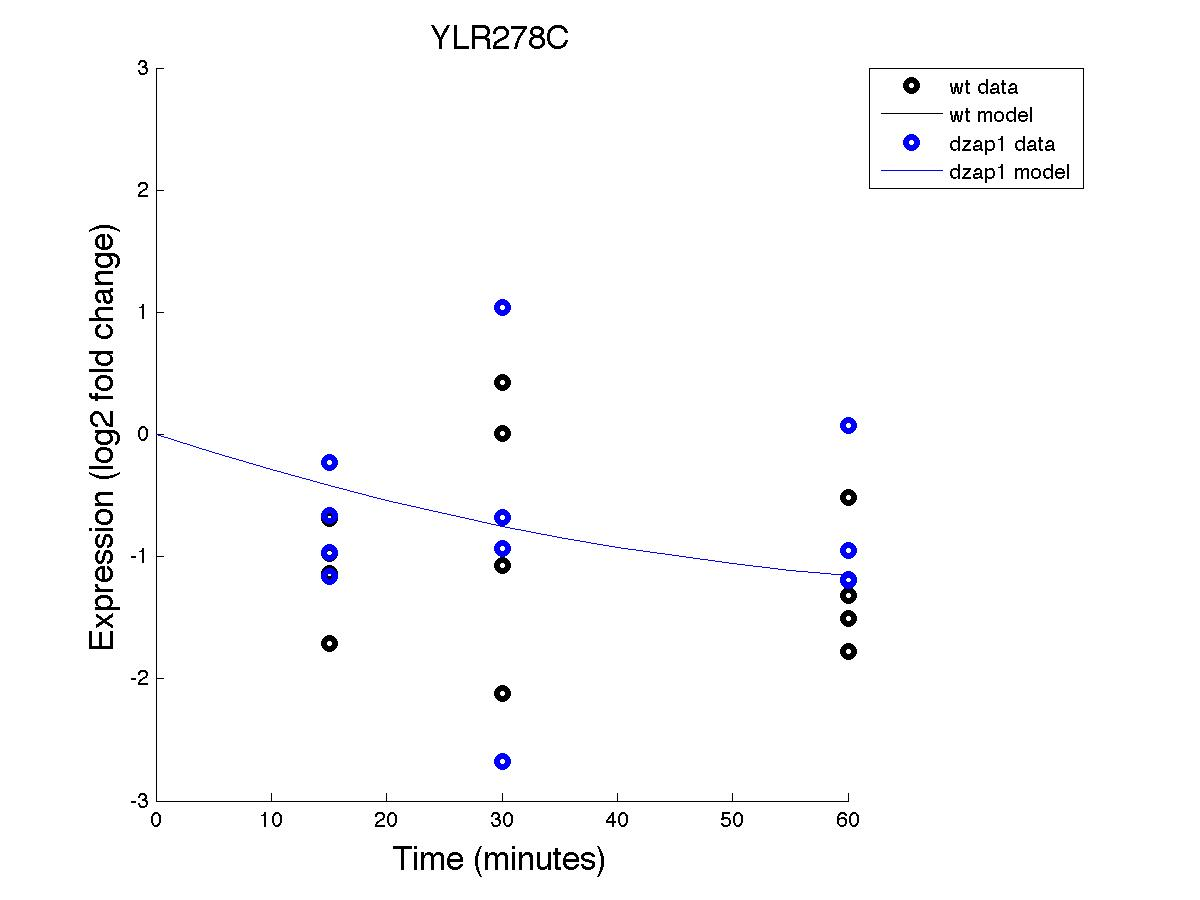 YLR278C
3
2
1
0
-1
-2
-3
Expression (log2 fold change)
0 10 20 30 40 50 60
Time (minutes)
wt data
wt model
dzap1 data
dzap1 model